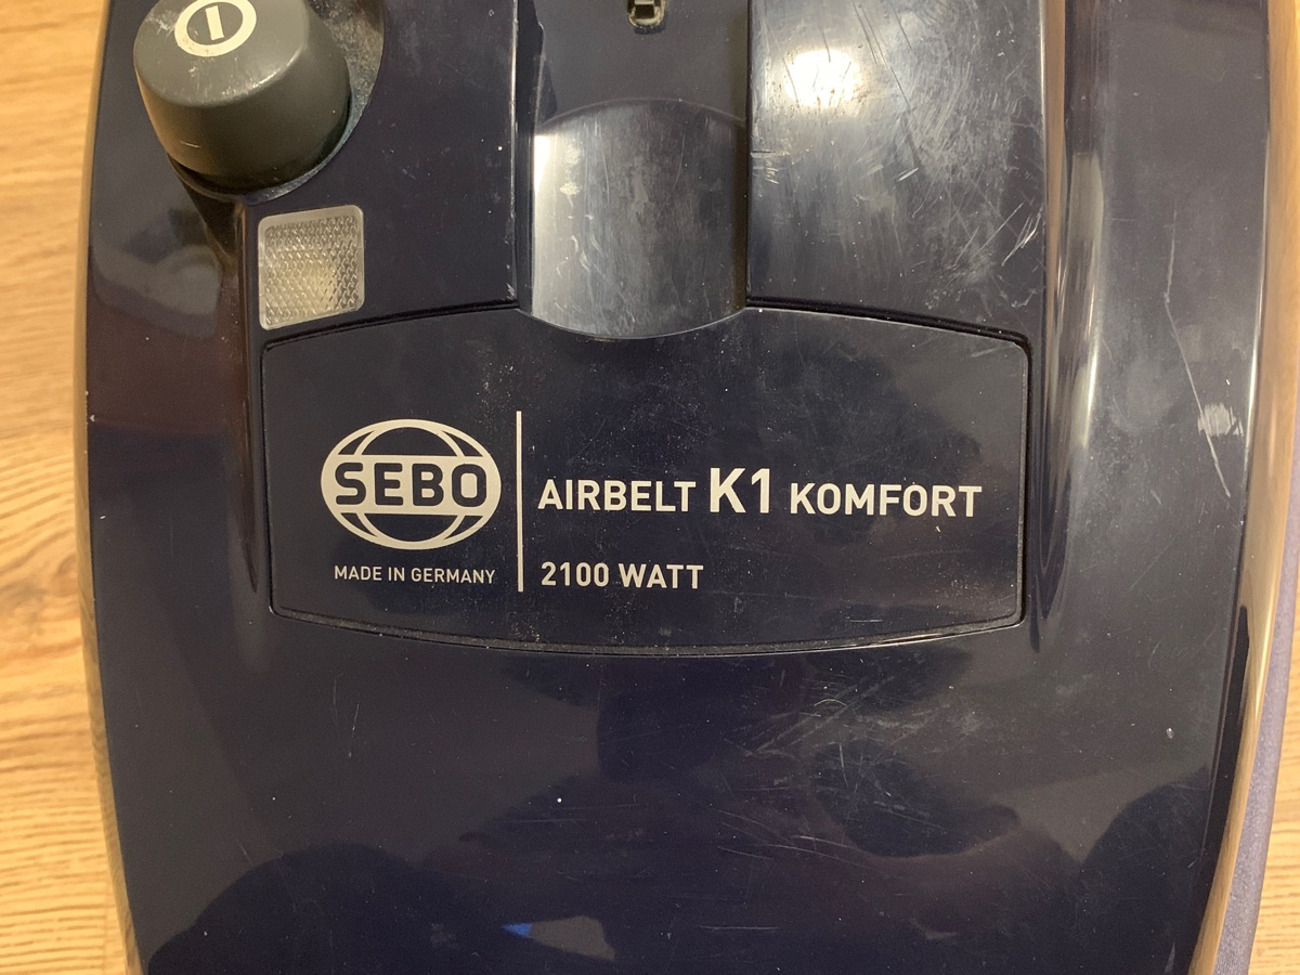 SEBO
MADE IN GERMANY
AIRBELT K1 KOMFORT
2100 WATT